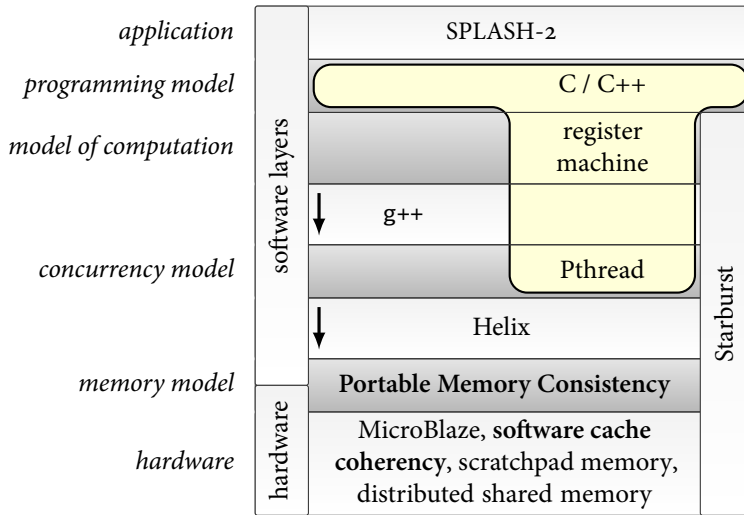 application
SPLASH-2
programming model
C / C++
model of computation
register
machine
software layers
g++
concurrency model
Pthread
Starburst
Helix
memory model
Portable Memory Consistency
hardware
hardware
MicroBlaze, software cache
coherency, scratchpad memory,
distributed shared memory